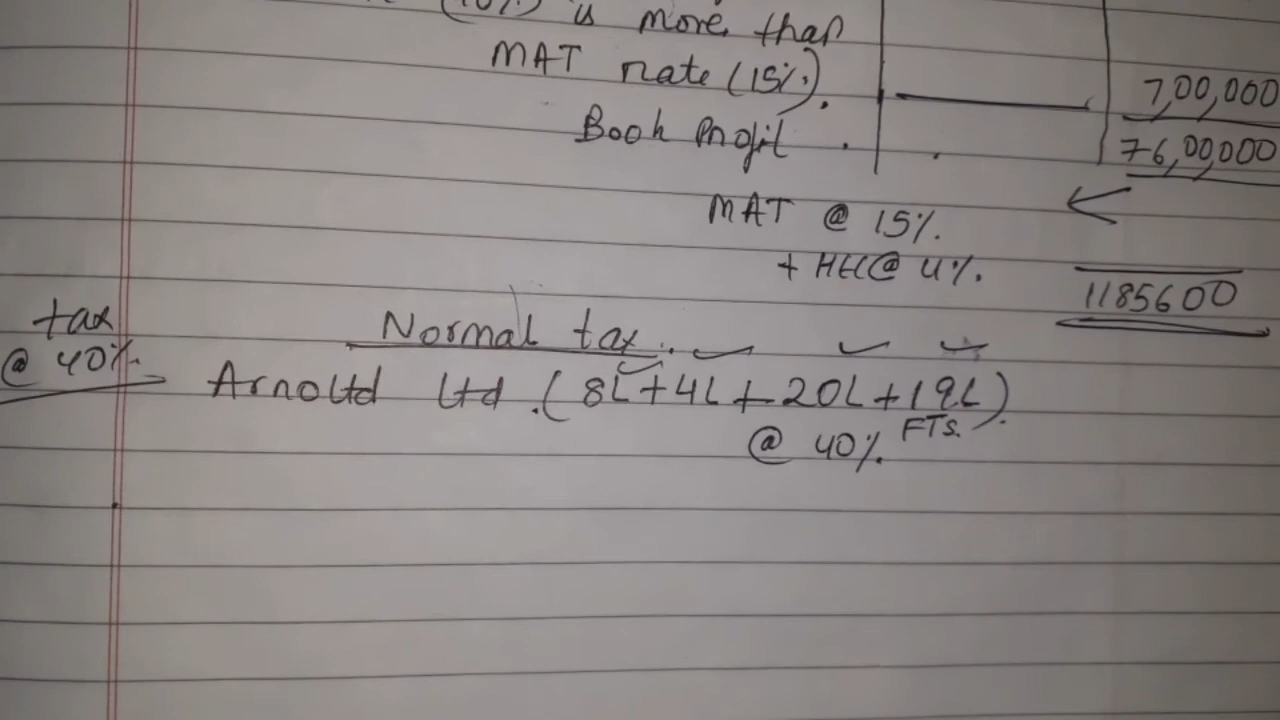 is more than
MAT rate (15%).
7,00,000
Book Profit
76,00,000
MAT @ 15%.
+ HEC@ 4%.
1185600
tax
@ 40%.
Normal tax
Arnoltd Ltd. (8L+4L+20L+19L)
FTs.
@ 40%.